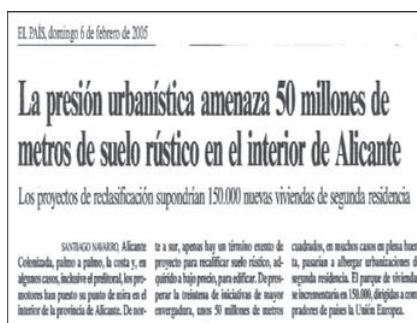 EL PAÍS, domingo 6 de febrero de 2005
La presión urbanística amenaza 50 millones de
metros de suelo rústico en el interior de Alicante
Los proyectos de reclasificación supondrían 150.000 nuevas viviendas de segunda residencia
SANTIAGO NAVARRO, Alicante
Colonizada, palmo a palmo, la costa y, en
algunos casos, inclusive el prelitoral, los pro-
motores han puesto su punto de mira en el
interior de la provincia de Alicante. De nor-
te a sur, apenas hay un término exento de
proyecto para recalificar suelo rústico, ad-
quirido a bajo precio, para edificar. De pros-
perar la treintena de iniciativas de mayor
envergadura, unos 50 millones de metros
cuadrados, en muchos casos en plena huer-
ta, pasarían a albergar urbanizaciones de
segunda residencia. El parque de viviendas
se incrementaría en 150.000, dirigidas a com-
pradores de países la Unión Europea.